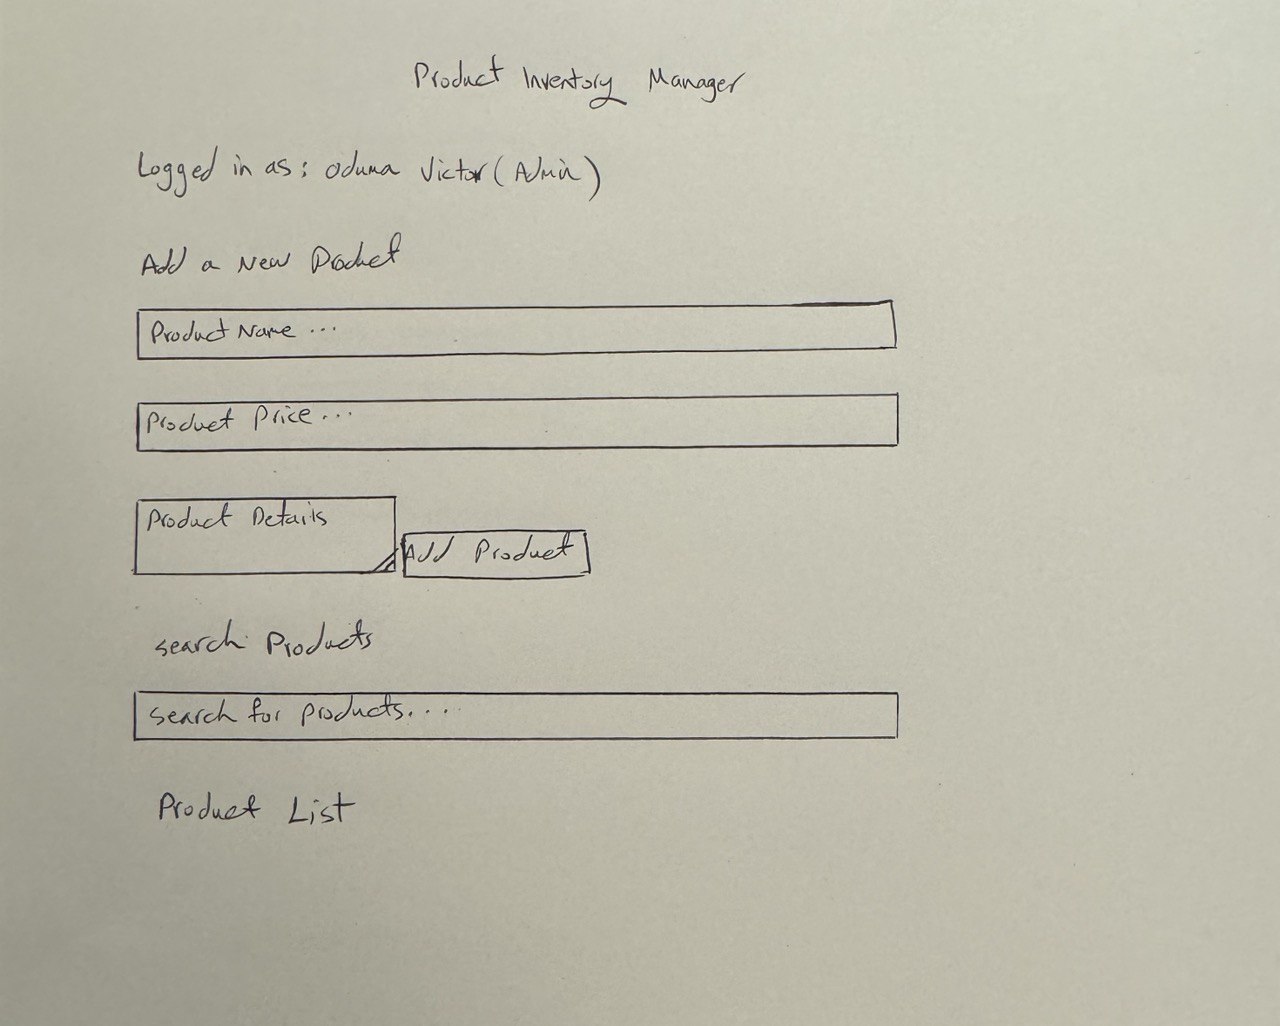 Product Inventory Manager
Logged in as: oduma Victor (Admin)
Add a New Product
Product Name ...
Product Price...
Product Details
Add Product
search Products
search for products....
Product List